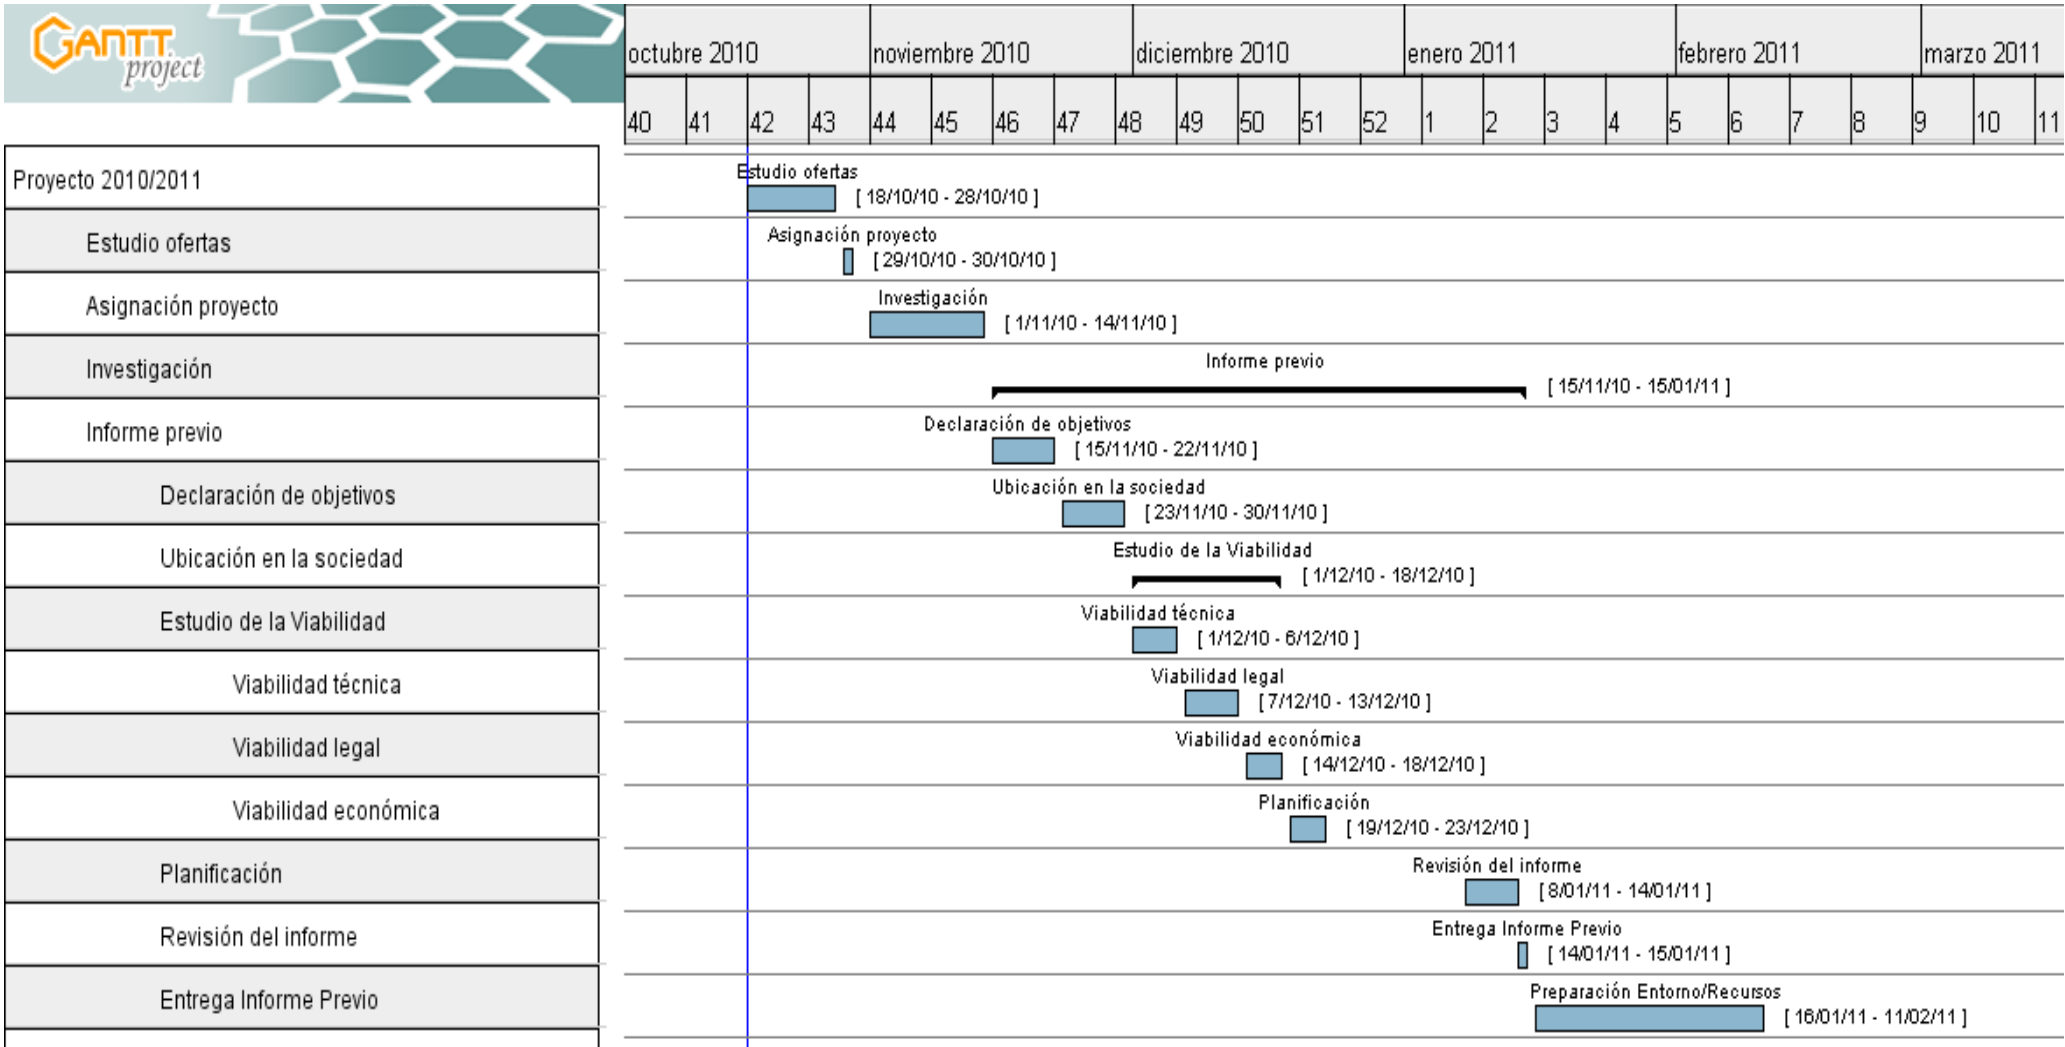 GANTT
project
octubre 2010
noviembre 2010
diciembre 2010
enero 2011
febrero 2011
marzo 2011
40 41 42 43 44 45 46 47 48 49 50 51 52 1 2 3 4 5 6 7 8 9 10 11
Proyecto 2010/2011
Estudio ofertas
Asignación proyecto
Investigación
Informe previo
Declaración de objetivos
Ubicación en la sociedad
Estudio de la Viabilidad
Viabilidad técnica
Viabilidad legal
Viabilidad económica
Planificación
Revisión del informe
Entrega Informe Previo
Estudio ofertas
[ 18/10/10 - 28/10/10 ]
Asignación proyecto
[ 29/10/10 - 30/10/10 ]
Investigación
[ 1/11/10 - 14/11/10 ]
Informe previo
[ 15/11/10 - 15/01/11 ]
Declaración de objetivos
[ 15/11/10 - 22/11/10 ]
Ubicación en la sociedad
[ 23/11/10 - 30/11/10 ]
Estudio de la Viabilidad
[ 1/12/10 - 18/12/10 ]
Viabilidad técnica
[ 1/12/10 - 6/12/10 ]
Viabilidad legal
[ 7/12/10 - 13/12/10 ]
Viabilidad económica
[ 14/12/10 - 18/12/10 ]
Planificación
[ 19/12/10 - 23/12/10 ]
Revisión del informe
[ 8/01/11 - 14/01/11 ]
Entrega Informe Previo
[ 14/01/11 - 15/01/11 ]
Preparación Entorno/Recursos
[ 16/01/11 - 11/02/11 ]